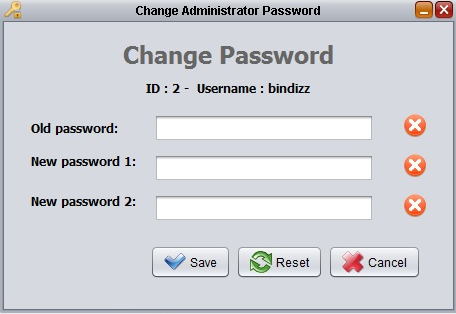 Change Administrator Password
Change Password
ID : 2 - Username : bindizz
Old password:
New password 1:
New password 2:
Save Reset Cancel